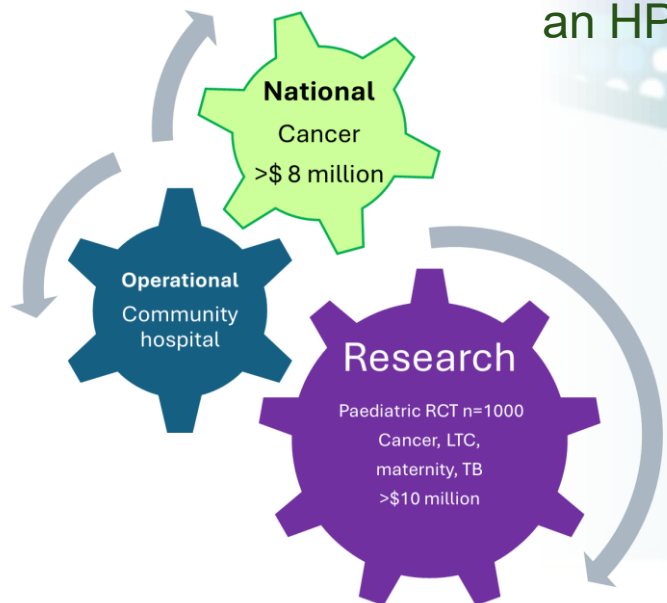 an HP
National
Cancer
>$ 8 million
Operational
Community
hospital
Research
Paediatric RCT n=1000
Cancer, LTC,
maternity, TB
>$10 million